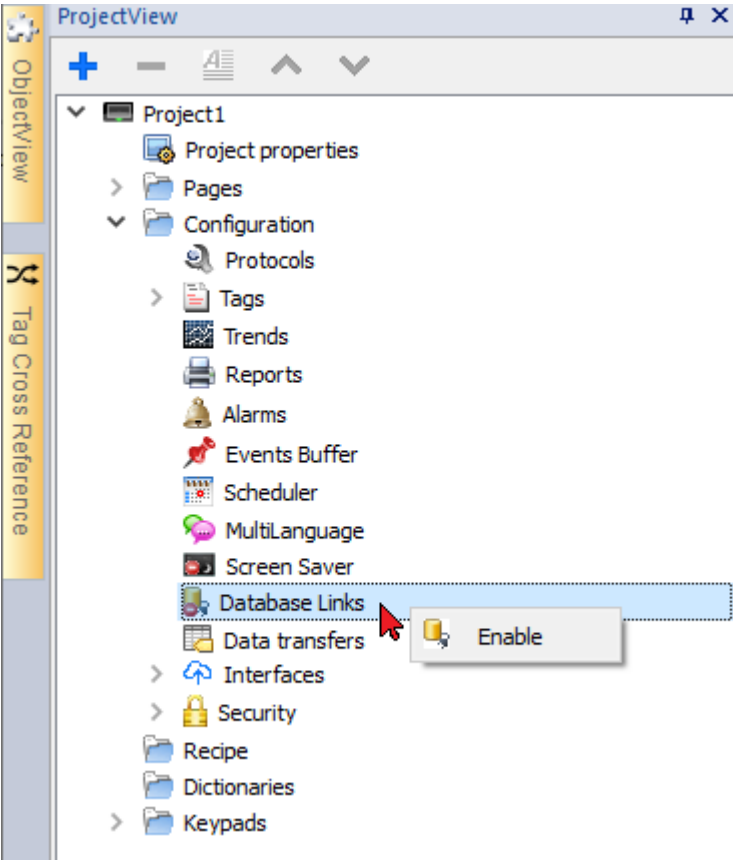 ProjectView
ObjectView
Tag Cross Reference
Project1
Project properties
Pages
Configuration
Protocols
Tags
Trends
Reports
Alarms
Events Buffer
Scheduler
MultiLanguage
Screen Saver
Database Links
Enable
Data transfers
Interfaces
Security
Recipe
Dictionaries
Keypads